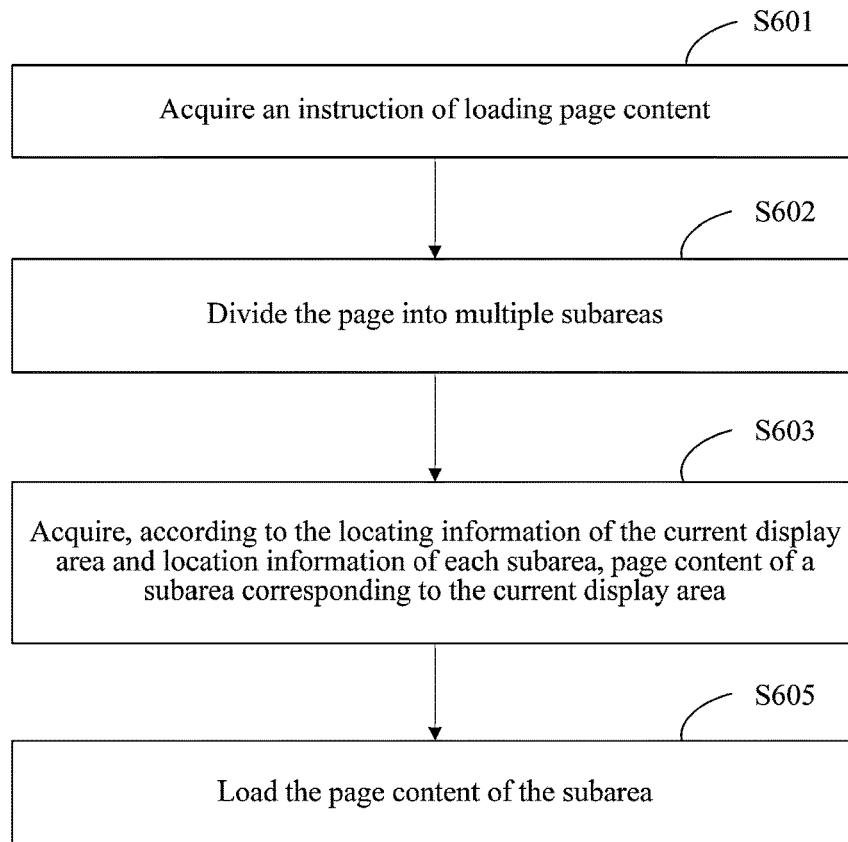 S601
Acquire an instruction of loading page content
S602
Divide the page into multiple subareas
S603
Acquire, according to the locating information of the current display
area and location information of each subarea, page content of a
subarea corresponding to the current display area
S605
Load the page content of the subarea